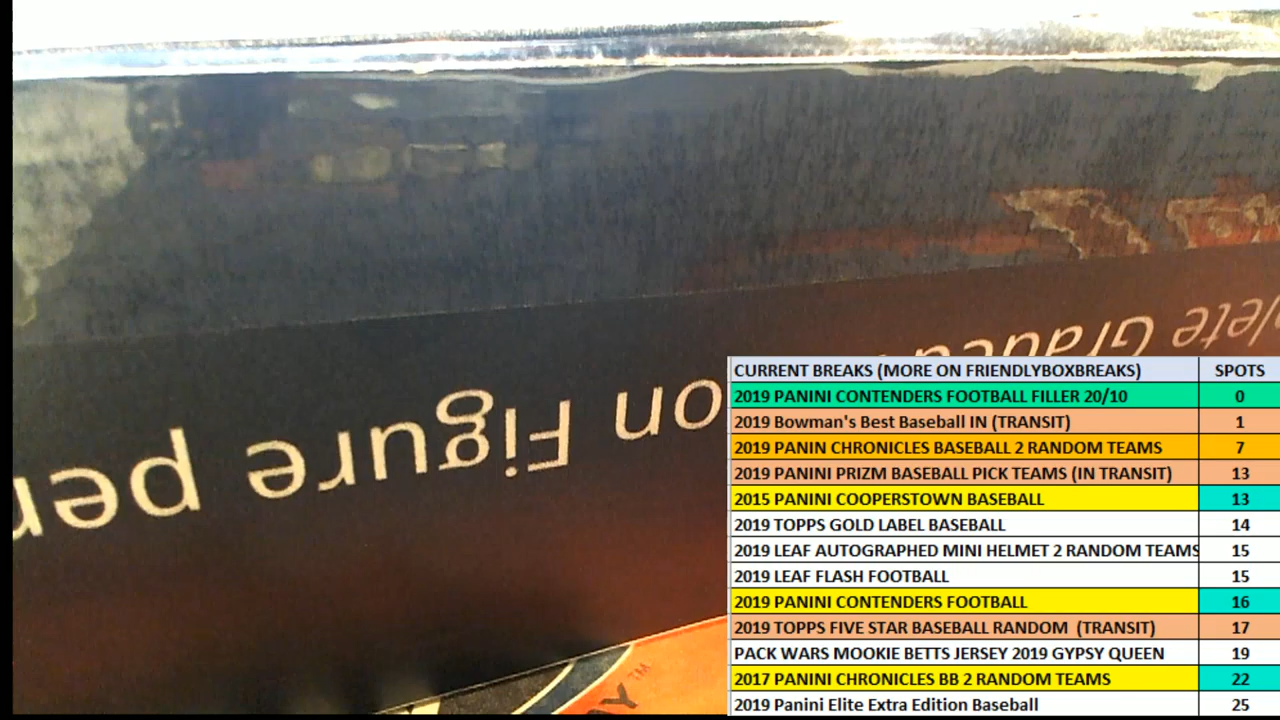 on Figure per
CURRENT BREAKS (MORE ON FRIENDLYBOXBREAKS) SPOTS
2019 PANINI CONTENDERS FOOTBALL FILLER 20/10 0
2019 Bowman's Best Baseball IN (TRANSIT) 1
2019 PANIN CHRONICLES BASEBALL 2 RANDOM TEAMS 7
2019 PANINI PRIZM BASEBALL PICK TEAMS (IN TRANSIT) 13
2015 PANINI COOPERSTOWN BASEBALL 13
2019 TOPPS GOLD LABEL BASEBALL 14
2019 LEAF AUTOGRAPHED MINI HELMET 2 RANDOM TEAMS 15
2019 LEAF FLASH FOOTBALL 15
2019 PANINI CONTENDERS FOOTBALL 16
2019 TOPPS FIVE STAR BASEBALL RANDOM (TRANSIT) 17
PACK WARS MOOKIE BETTS JERSEY 2019 GYPSY QUEEN 19
2017 PANINI CHRONICLES BB 2 RANDOM TEAMS 22
2019 Panini Elite Extra Edition Baseball 25